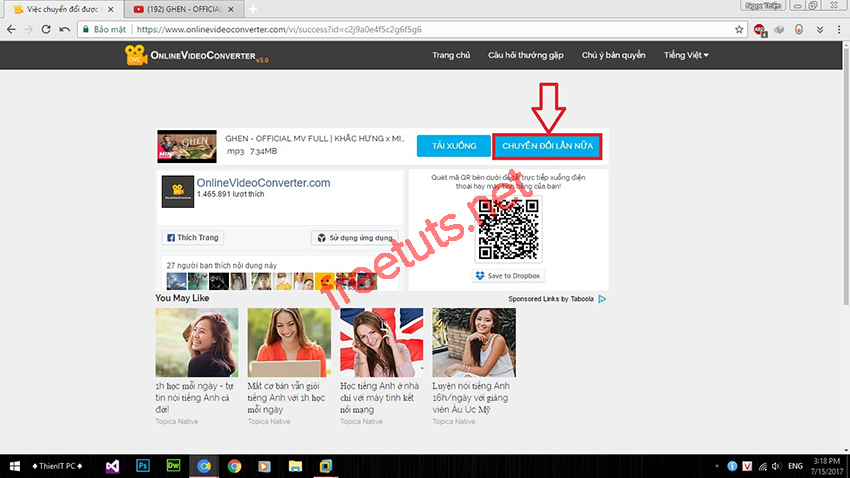 Ngọc Thiện
Việc chuyển đổi được t
(192) GHEN - OFFICIAL
Bảo mật
https://www.onlinevideoconverter.com/vi/success?id=c2j9a0e4f5c2g6f5g6
OVC
ONLINEVIDEOCONVERTER v3.0
Trang chủ
Câu hỏi thường gặp
Chú ý bản quyền
Tiếng Việt
GHEN
GHEN - OFFICIAL MV FULL | KHẮC HƯNG x MI...
.mp3 7.34MB
TẢI XUỐNG
CHUYỂN ĐỔI LẦN NỮA
OnlineVideoConverter.com
1.465.891 lượt thích
Thích Trang
Sử dụng ứng dụng
27 người bạn thích nội dung này
Quét mã QR bên dưới để tải trực tiếp xuống điện
thoại hay máy tính bảng của bạn!
Save to Dropbox
freetuts.net
You May Like
Sponsored Links by Taboola
1h học mỗi ngày - tự
tin nói tiếng Anh cả
đời!
Topica Native
Mất cơ bản vẫn giỏi
tiếng Anh với 1h học
mỗi ngày
Topica Native
Học tiếng Anh ở nhà
chỉ với máy tính kết
nối mạng
Topica Native
Luyện nói tiếng Anh
16h/ngày với giảng
viên Âu Úc Mỹ
Topica Native
♦ ThienIT PC ♦
Ps
Dw
ENG
3:18 PM
7/15/2017